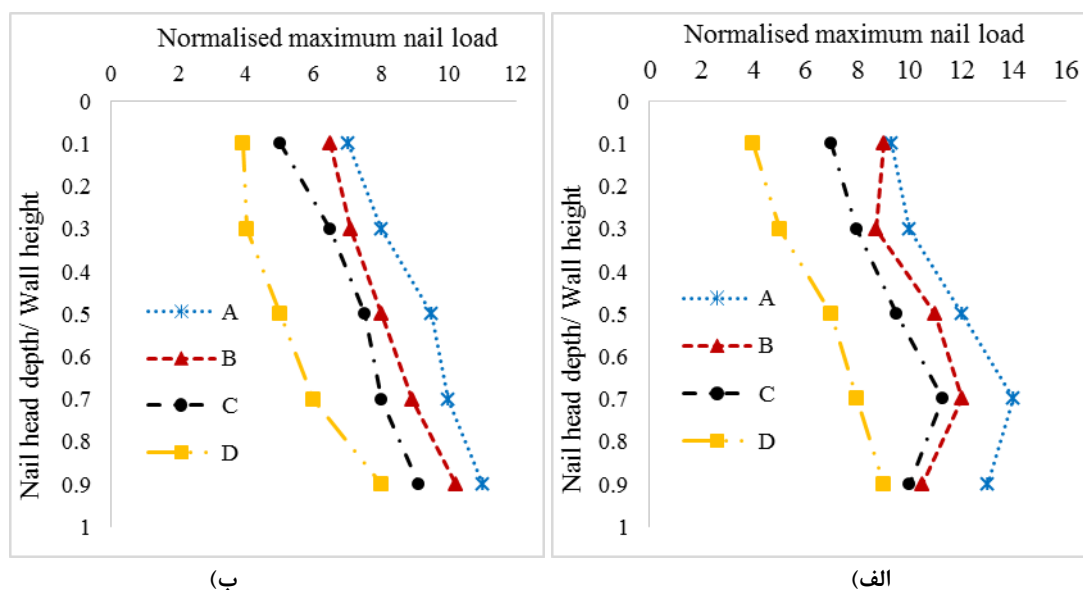 Normalised maximum nail load
0 2 4 6 8 10 12
Nail head depth/ Wall height
0
0.1
0.2
0.3
0.4
0.5
0.6
0.7
0.8
0.9
1
A
B
C
D
ب)
Normalised maximum nail load
0 2 4 6 8 10 12 14 16
Nail head depth/ Wall height
0
0.1
0.2
0.3
0.4
0.5
0.6
0.7
0.8
0.9
1
A
B
C
D
الف)